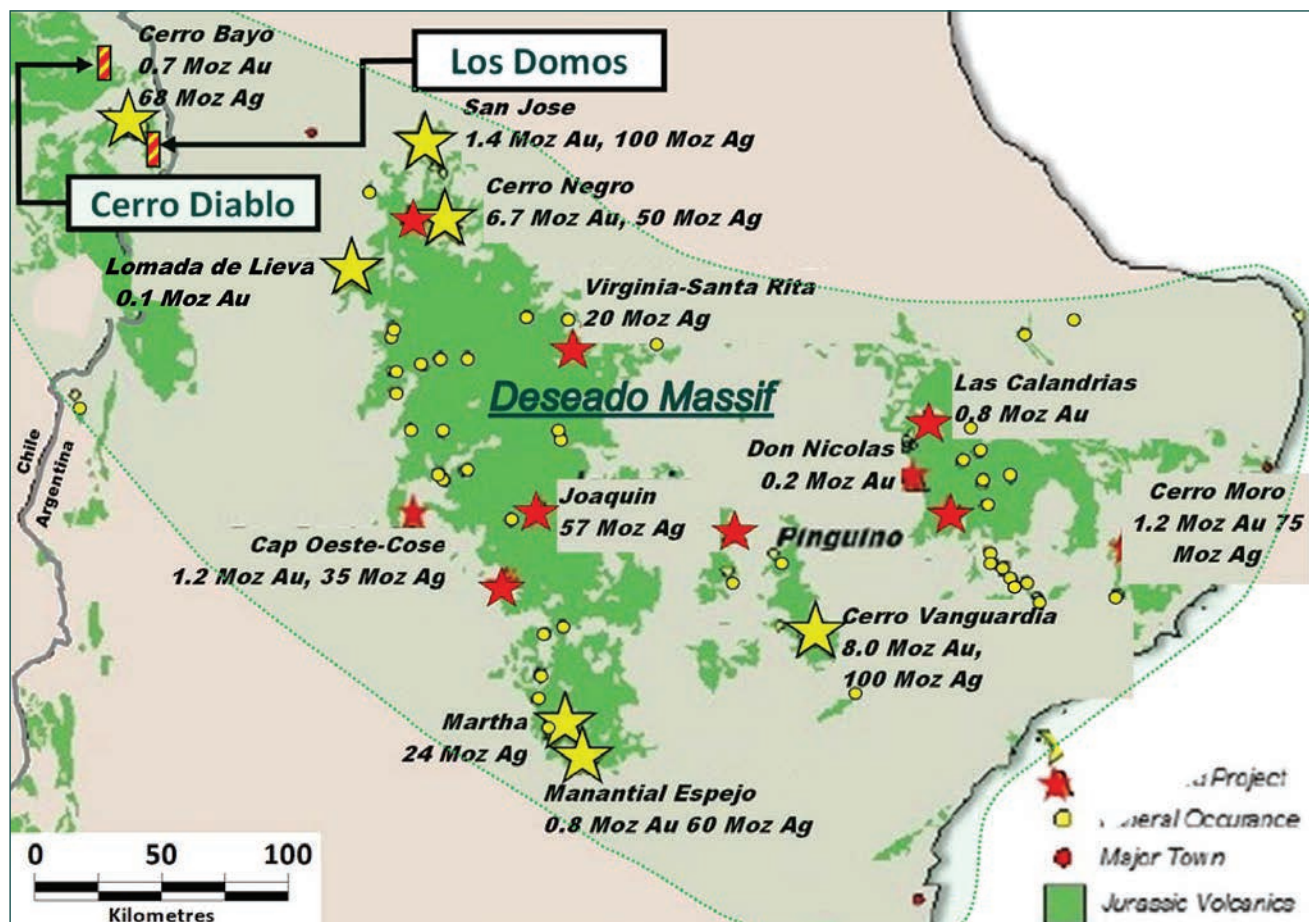 Cerro Bayo
0.7 Moz Au
68 Moz Ag
Los Domos
San Jose
1.4 Moz Au, 100 Moz Ag
Cerro Diablo
Cerro Negro
6.7 Moz Au, 50 Moz Ag
Lomada de Lieva
0.1 Moz Au
Virginia-Santa Rita
20 Moz Ag
Deseado Massif
Las Calandrias
0.8 Moz Au
Chile
Argentina
Don Nicolas
0.2 Moz Au
Joaquin
57 Moz Ag
Cerro Moro
1.2 Moz Au 75
Moz Ag
Pinguino
Cap Oeste-Cose
1.2 Moz Au, 35 Moz Ag
Cerro Vanguardia
8.0 Moz Au,
100 Moz Ag
Martha
24 Moz Ag
Manantial Espejo
0.8 Moz Au 60 Moz Ag
Project
Occurance
Major Town
Jurassic Volcanics
0 50 100
Kilometres